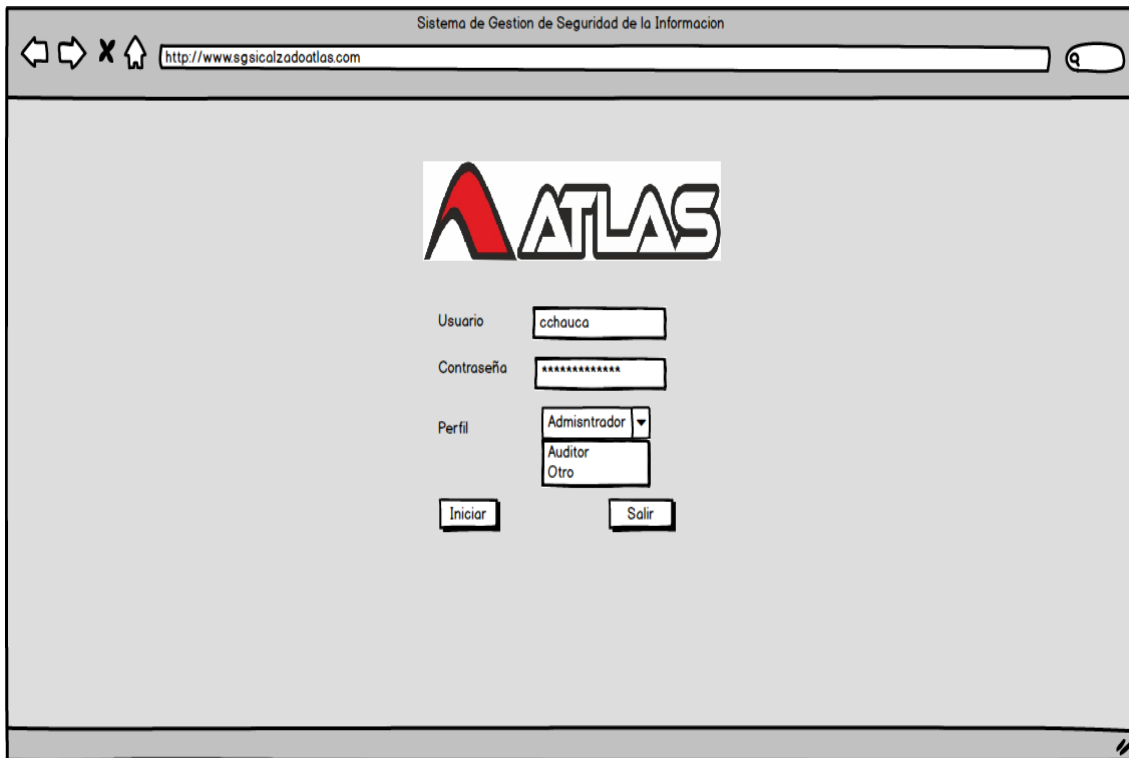 Sistema de Gestion de Seguridad de la Informacion
http://www.sgsicalzadoatlas.com
ATLAS
Usuario cchauca
Contraseña *************
Perfil Admisntrador
Auditor
Otro
Iniciar Salir